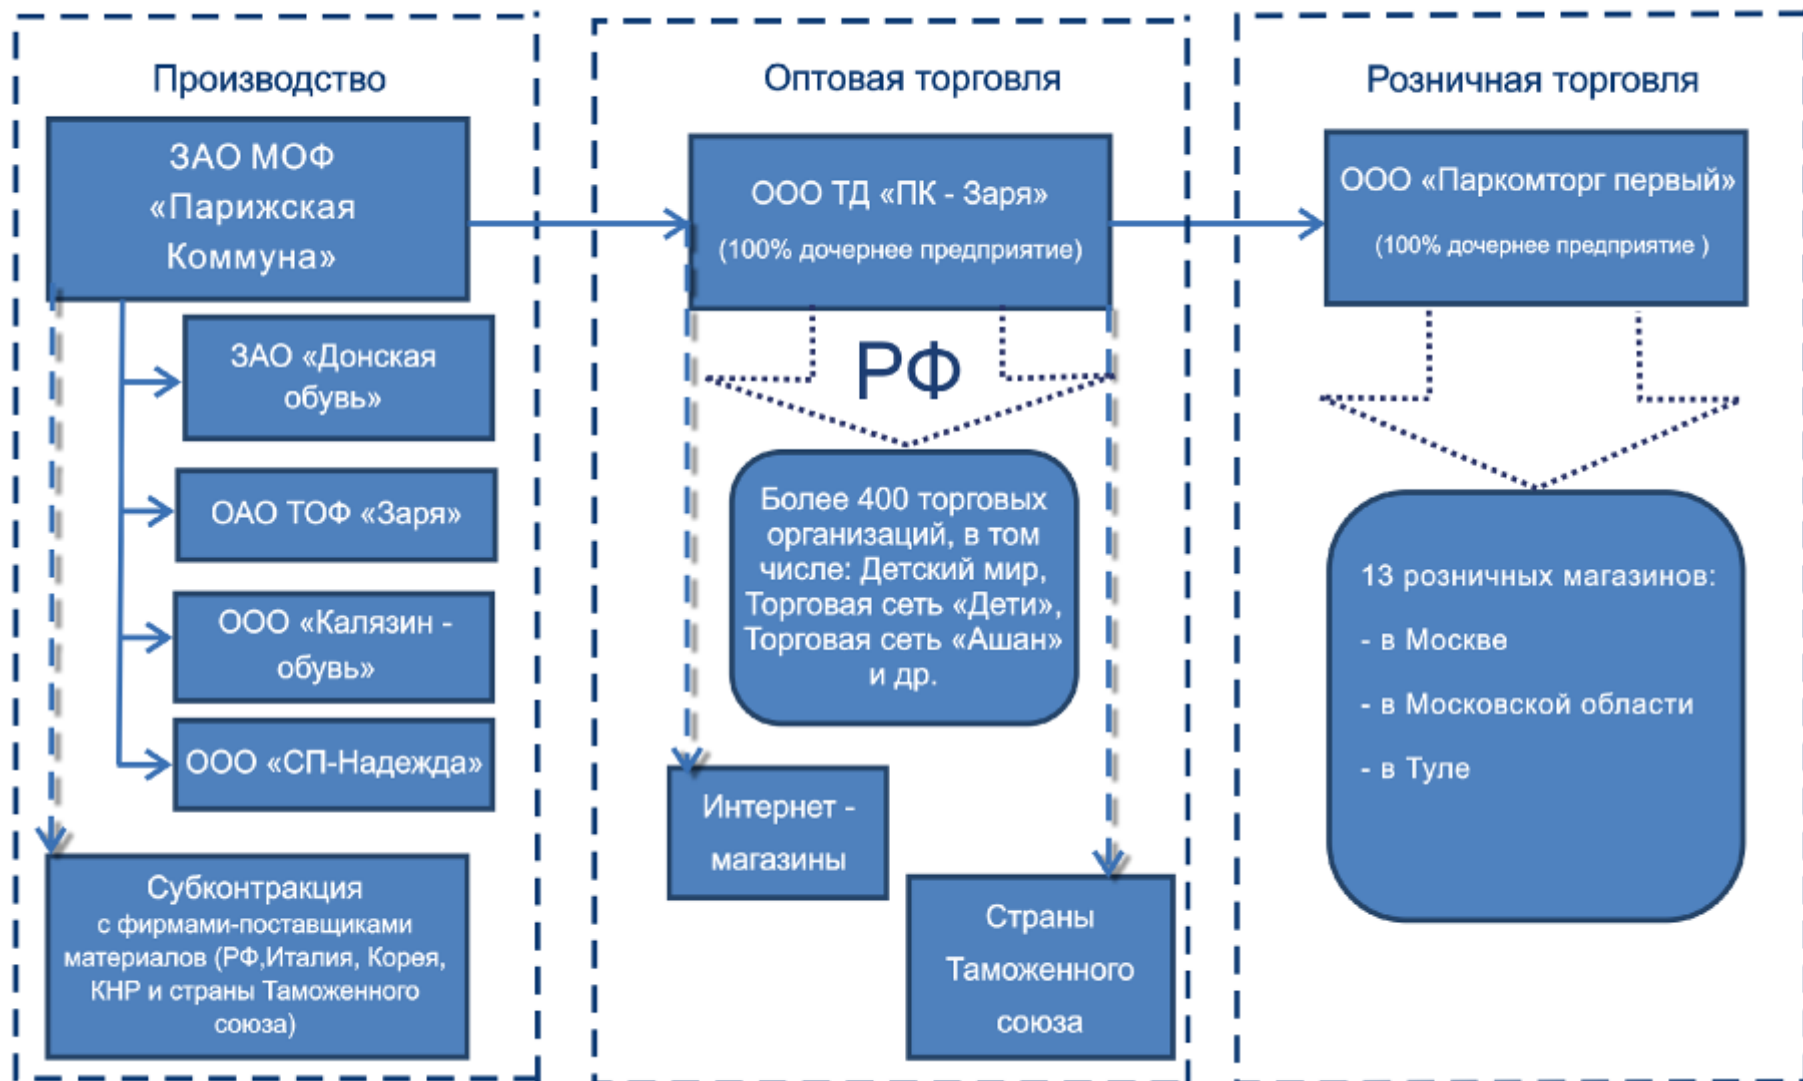 Производство
ЗАО МОФ
«Парижская
Коммуна»
ЗАО «Донская
обувь»
ОАО ТОФ «Заря»
ООО «Калязин -
обувь»
ООО «СП-Надежда»
Субконтракция
с фирмами-поставщиками
материалов (РФ,Италия, Корея,
КНР и страны Таможенного
союза)
Оптовая торговля
ООО ТД «ПК - Заря»
(100% дочернее предприятие)
РФ
Более 400 торговых
организаций, в том
числе: Детский мир,
Торговая сеть «Дети»,
Торговая сеть «Ашан»
и др.
Интернет -
магазины
Страны
Таможенного
союза
Розничная торговля
ООО «Паркомторг первый»
(100% дочернее предприятие )
13 розничных магазинов:
- в Москве
- в Московской области
- в Туле